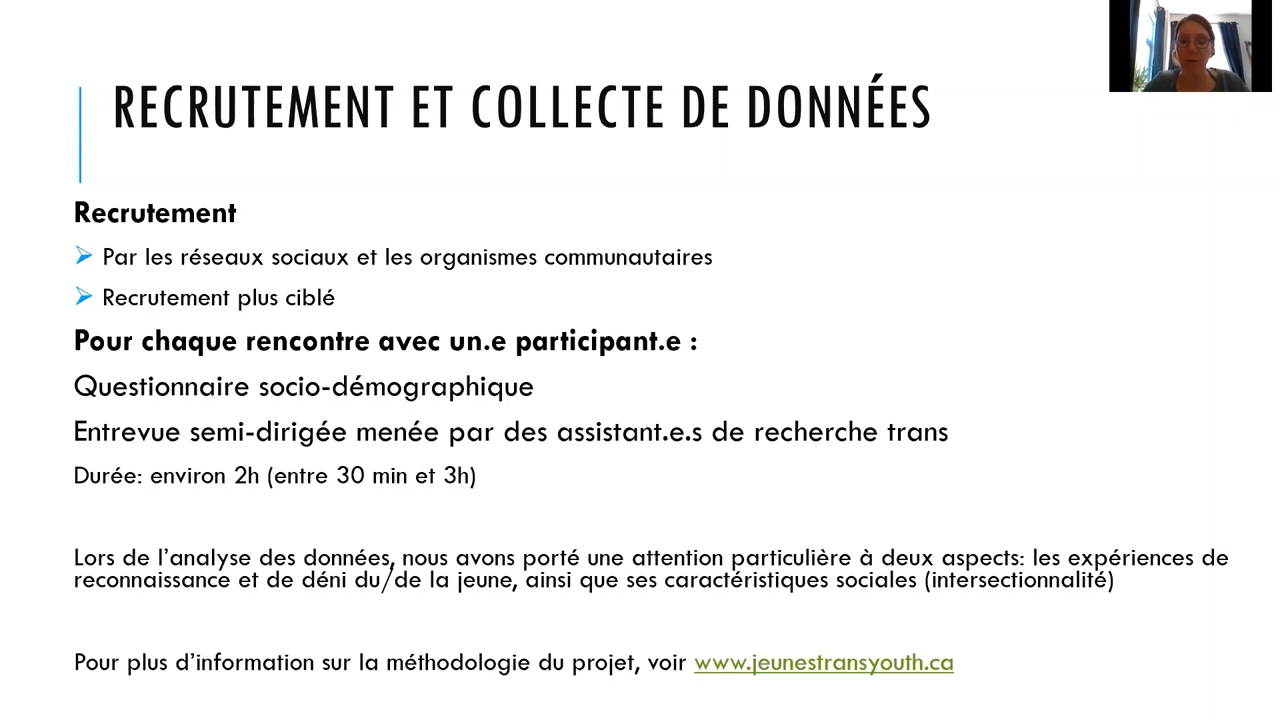 RECRUTEMENT ET COLLECTE DE DONNÉES
Recrutement
Par les réseaux sociaux et les organismes communautaires
Recrutement plus ciblé
Pour chaque rencontre avec un.e participant.e :
Questionnaire socio-démographique
Entrevue semi-dirigée menée par des assistant.e.s de recherche trans
Durée: environ 2h (entre 30 min et 3h)
Lors de l’analyse des données, nous avons porté une attention particulière à deux aspects: les expériences de
reconnaissance et de déni du/de la jeune, ainsi que ses caractéristiques sociales (intersectionnalité)
Pour plus d’information sur la méthodologie du projet, voir www.jeunestransyouth.ca